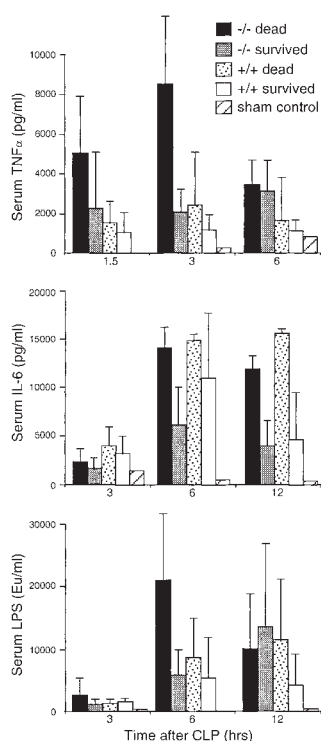 -/- dead
-/- survived
+/+ dead
+/+ survived
sham control
Serum TNFα (pg/ml)
10000
8000
6000
4000
2000
0
1.5
3
6
Serum IL-6 (pg/ml)
20000
15000
10000
5000
0
3
6
12
Serum LPS (Eu/ml)
30000
20000
10000
0
3
6
12
Time after CLP (hrs)